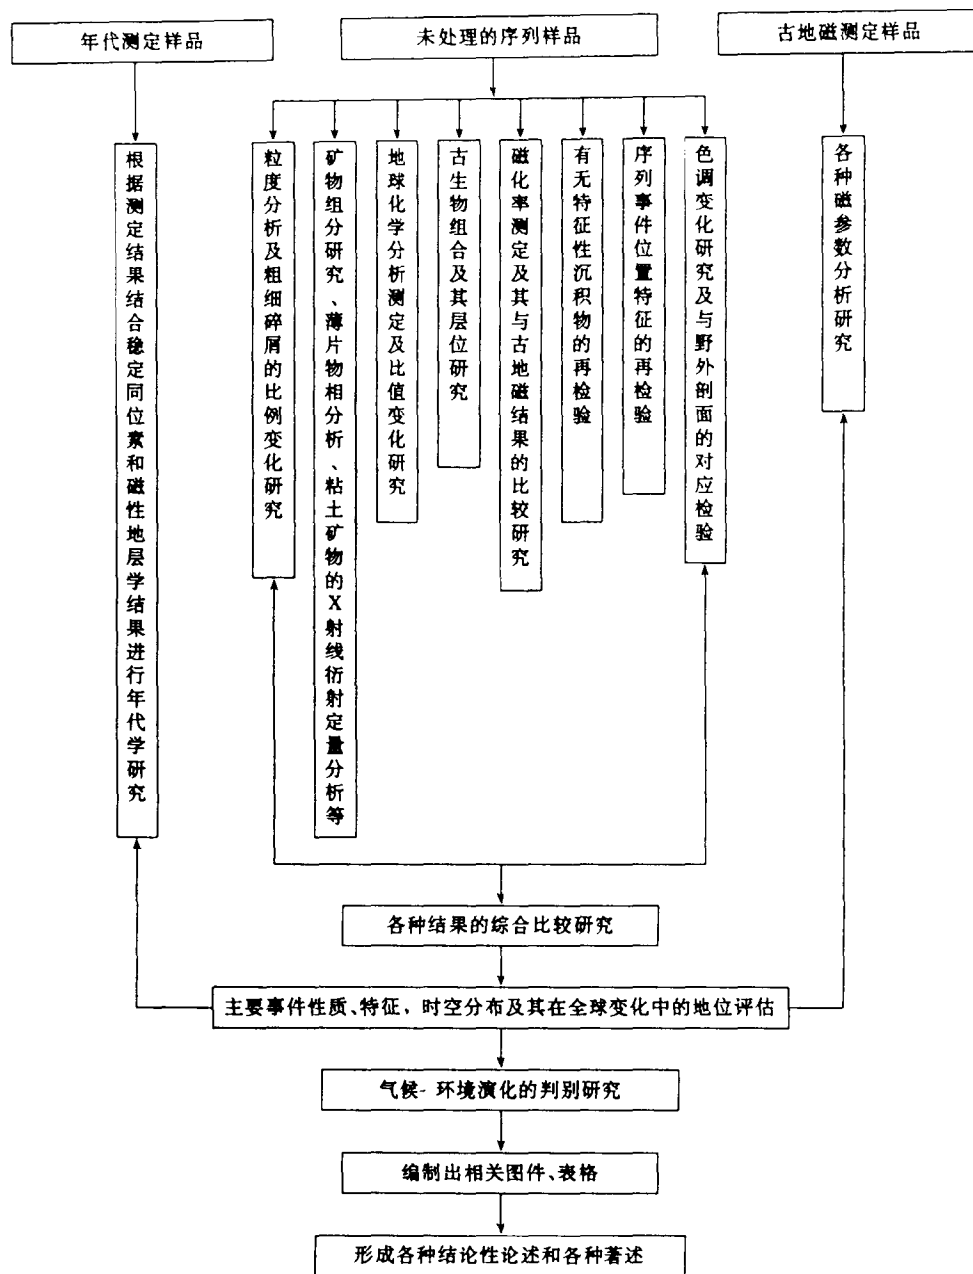 年代测定样品
未处理的序列样品
古地磁测定样品
根据测定结果结合稳定同位素和磁性地层学结果进行年代学研究
粒度分析及粗细碎屑的比例变化研究
矿物组分研究、薄片物相分析、粘土矿物的X射线衍射定量分析等
地球化学分析测定及比值变化研究
古生物组合及其层位研究
磁化率测定及其与古地磁结果的比较研究
有无特征性沉积物的再检验
序列事件位置特征的再检验
色调变化研究及与野外剖面的对应检验
各种磁参数分析研究
各种结果的综合比较研究
主要事件性质、特征，时空分布及其在全球变化中的地位评估
气候-环境演化的判别研究
编制出相关图件、表格
形成各种结论性论述和各种著述